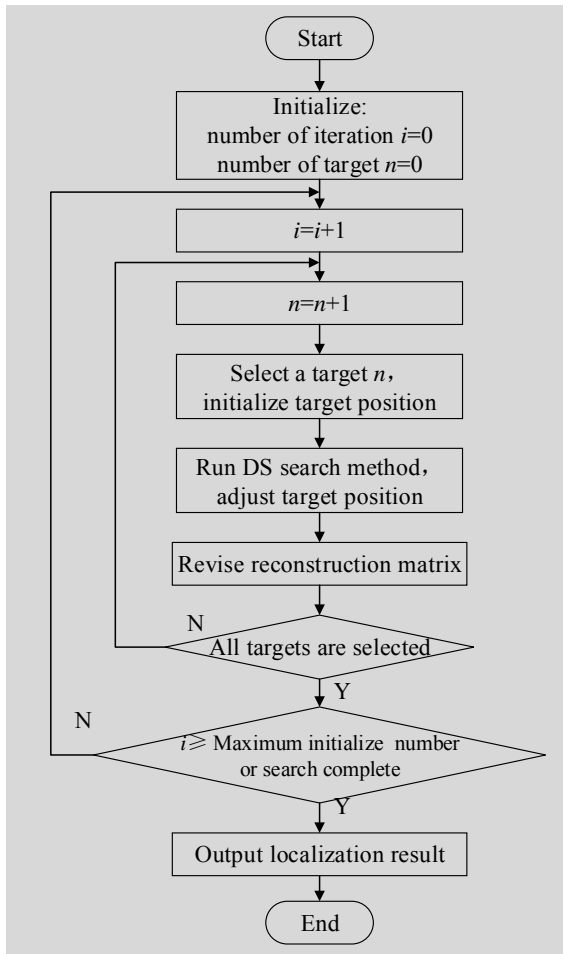 Start
Initialize:
number of iteration i=0
number of target n=0
i=i+1
n=n+1
Select a target n，
initialize target position
Run DS search method，
adjust target position
Revise reconstruction matrix
N
All targets are selected
Y
N
i⩾ Maximum initialize number
or search complete
Y
Output localization result
End